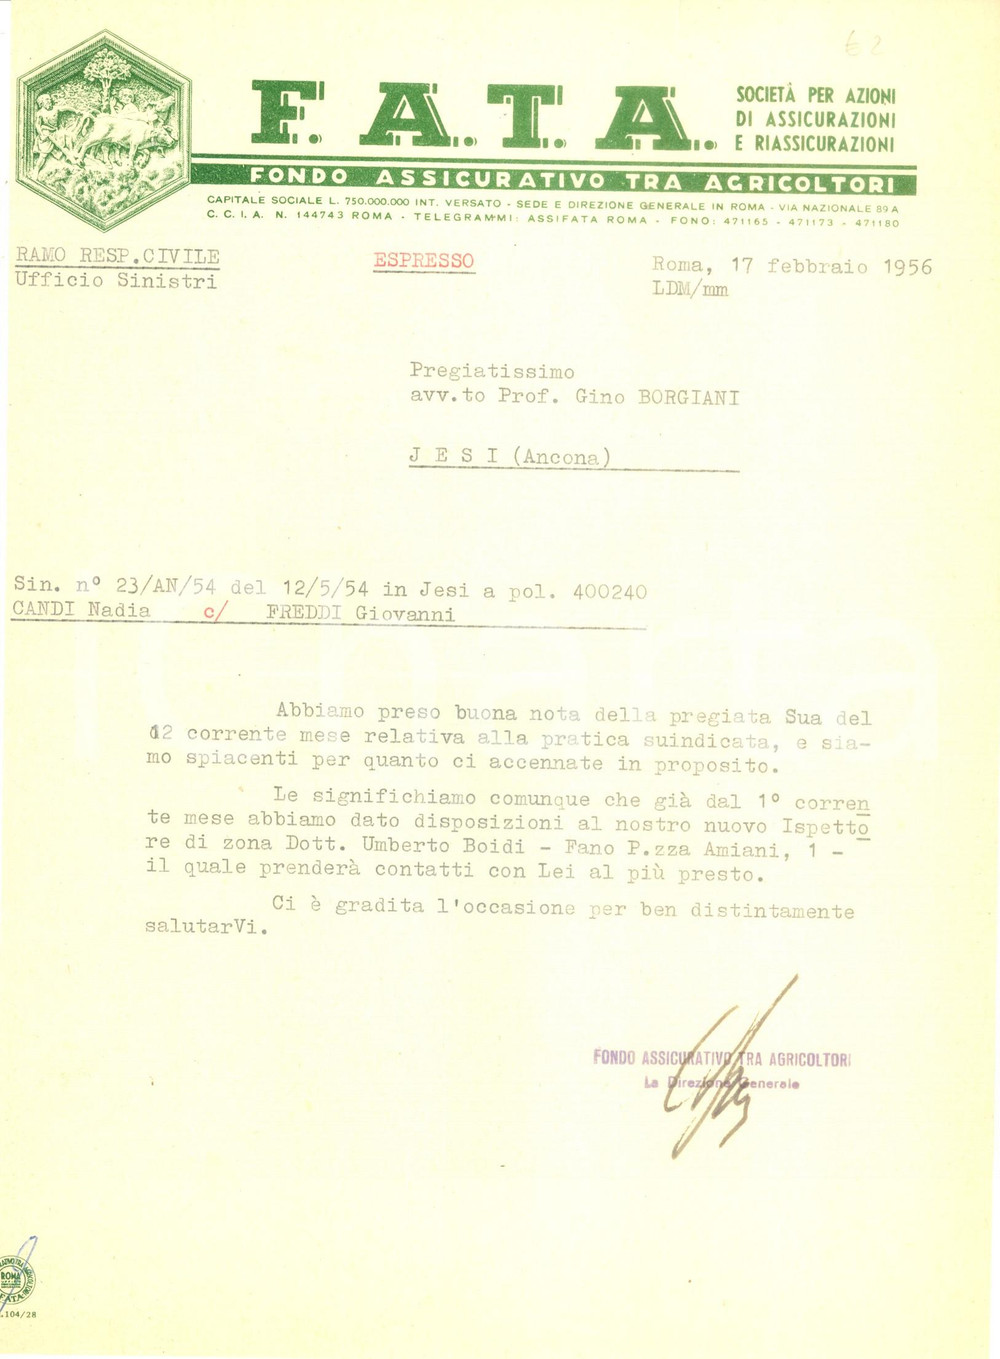 € 2
F.A.T.A.
SOCIETÀ PER AZIONI
DI ASSICURAZIONI
E RIASSICURAZIONI
FONDO ASSICURATIVO TRA AGRICOLTORI
CAPITALE SOCIALE L. 750.000.000 INT. VERSATO - SEDE E DIREZIONE GENERALE IN ROMA - VIA NAZIONALE 89 A
C. C. I. A. N. 144743 ROMA - TELEGRAMMI: ASSIFATA ROMA - FONO: 471165 - 471173 - 471180
RAMO RESP.CIVILE
Ufficio Sinistri
ESPRESSO
Roma, 17 febbraio 1956
LDM/mm
Pregiatissimo
avv.to Prof. Gino BORGIANI
J E S I (Ancona)
Sin. nº 23/AN/54 del 12/5/54 in Jesi a pol. 400240
CANDI Nadia c/ FREDDI Giovanni
Abbiamo preso buona nota della pregiata Sua del
12 corrente mese relativa alla pratica suindicata, e sia-
mo spiacenti per quanto ci accennate in proposito.
Le significhiamo comunque che già dal 1º corren
te mese abbiamo dato disposizioni al nostro nuovo Ispetto
re di zona Dott. Umberto Boidi - Fano P.zza Amiani, 1 -
il quale prenderà contatti con Lei al più presto.
Ci è gradita l'occasione per ben distintamente
salutarVi.
FONDO ASSICURATIVO TRA AGRICOLTORI
La Direzione Generale
ROMA
FATA
.104/28